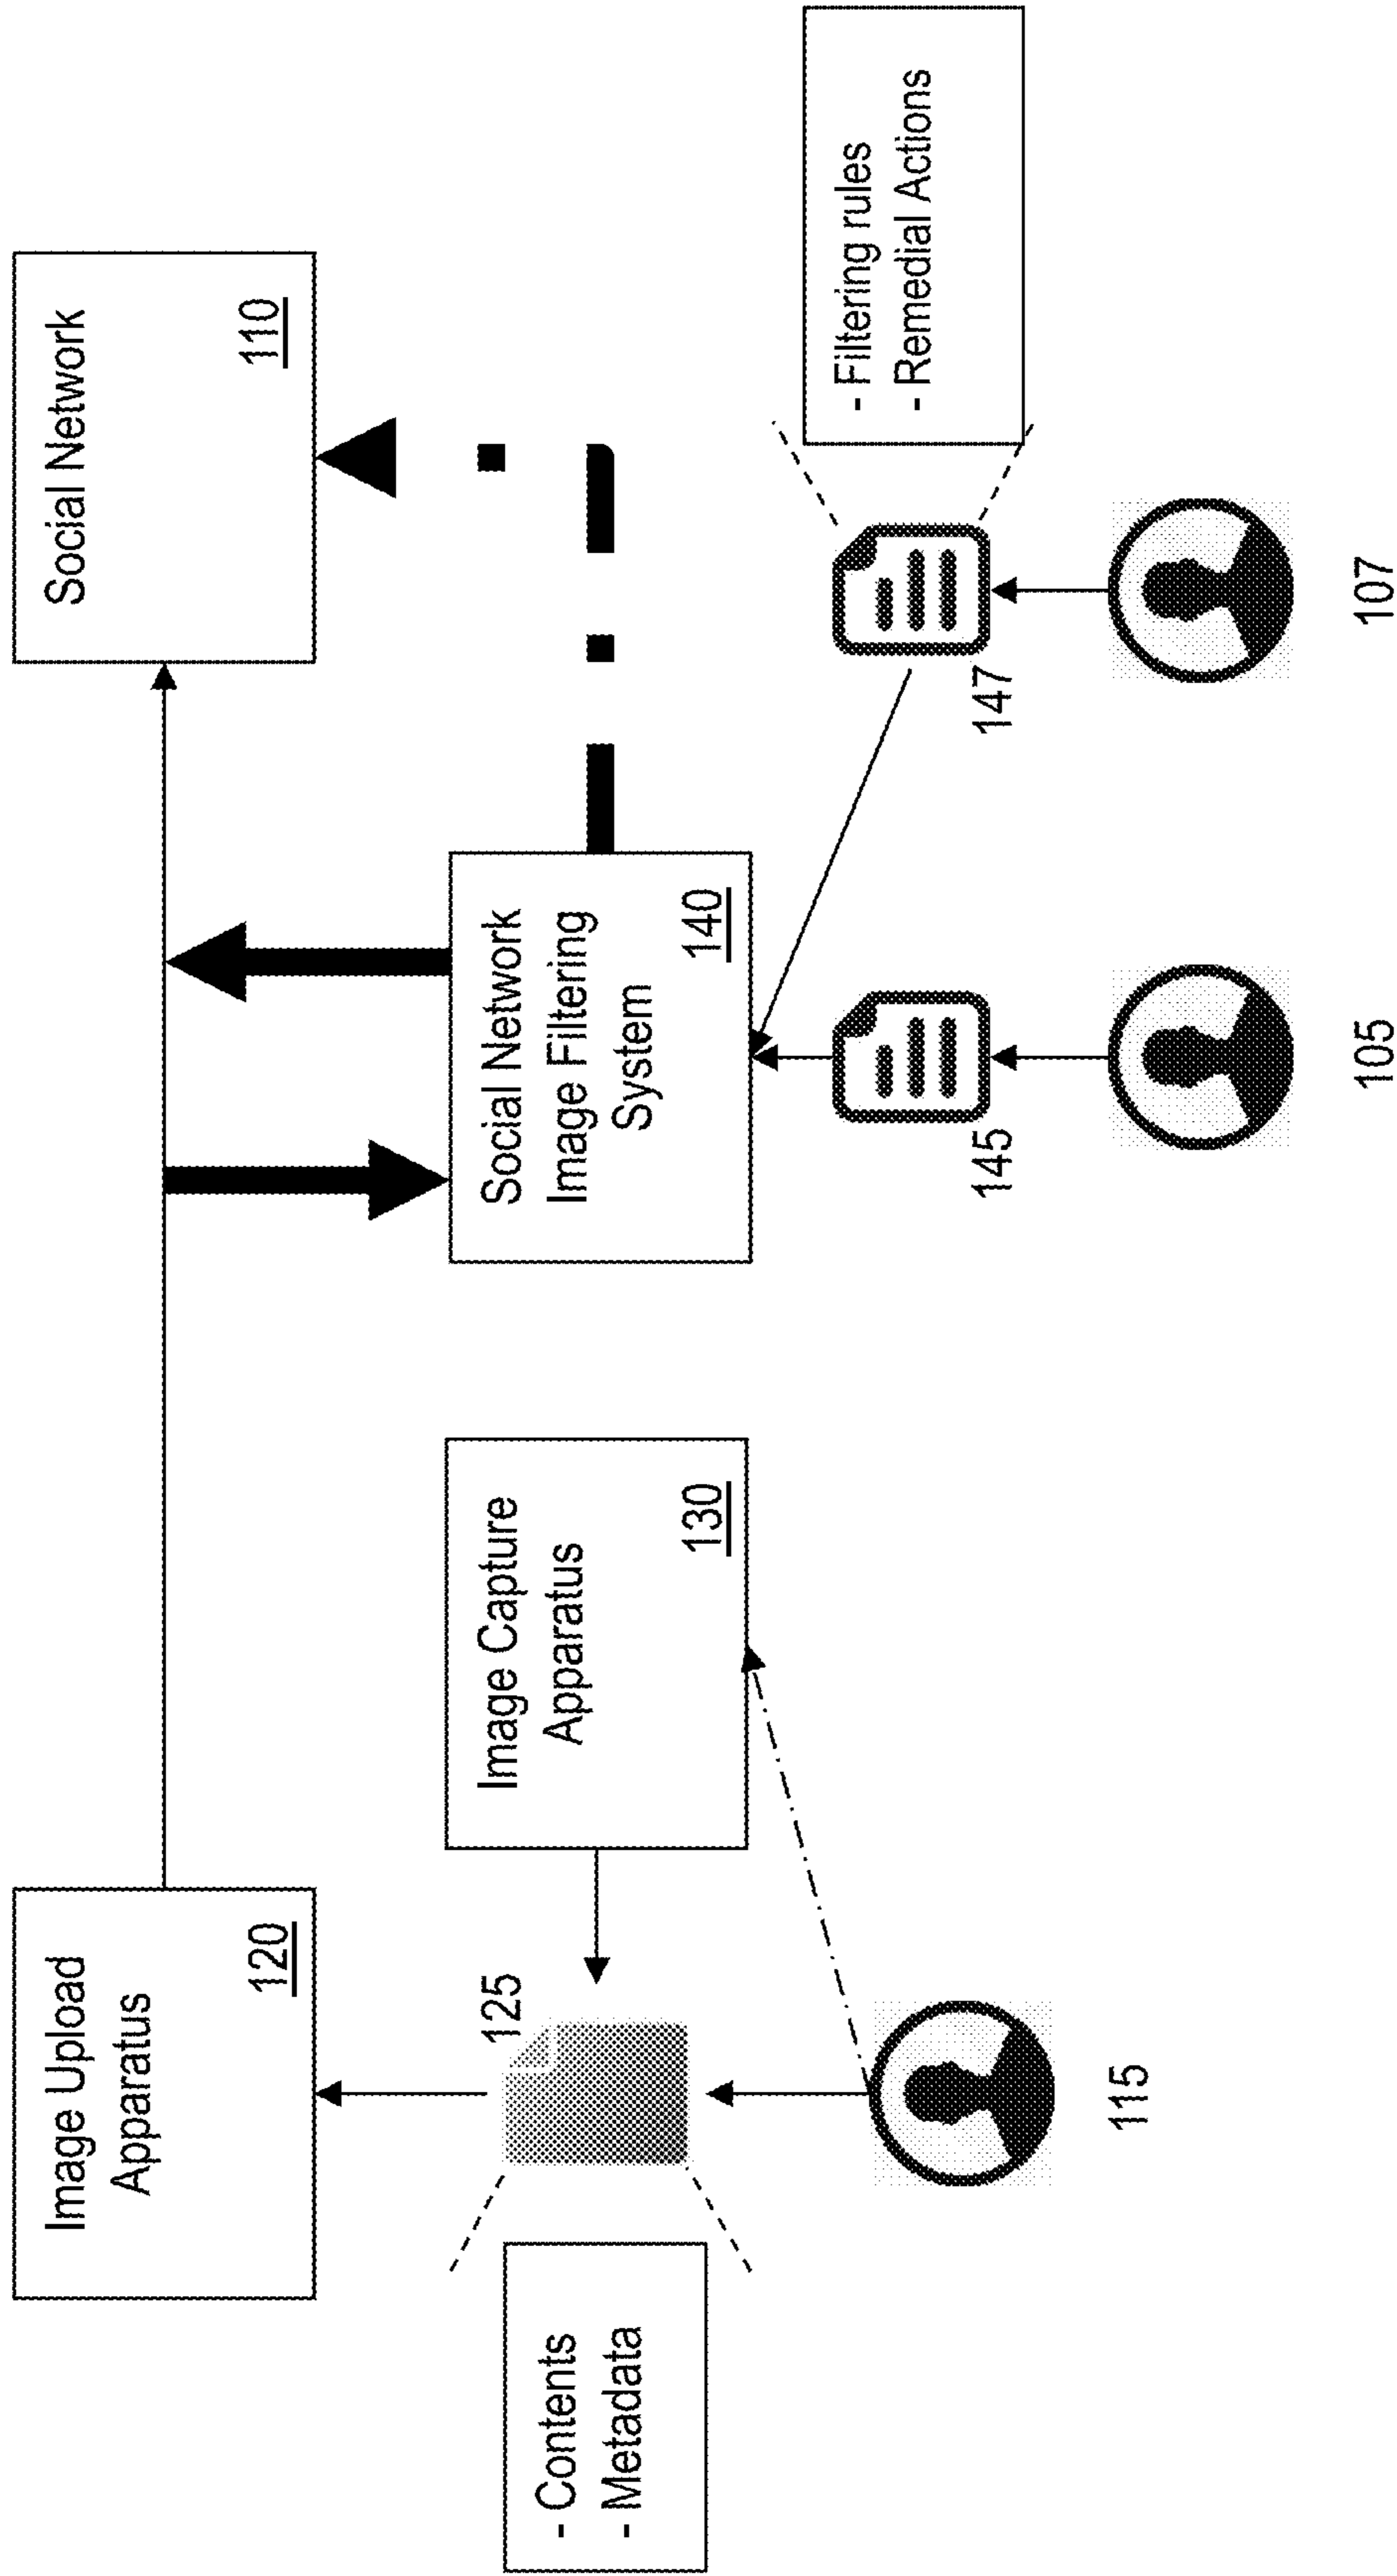 Image Upload
Apparatus
120
Social Network
110
- Contents
- Metadata
125
Image Capture
Apparatus
130
Social Network
Image Filtering
System
140
- Filtering rules
- Remedial Actions
145
147
115
105
107